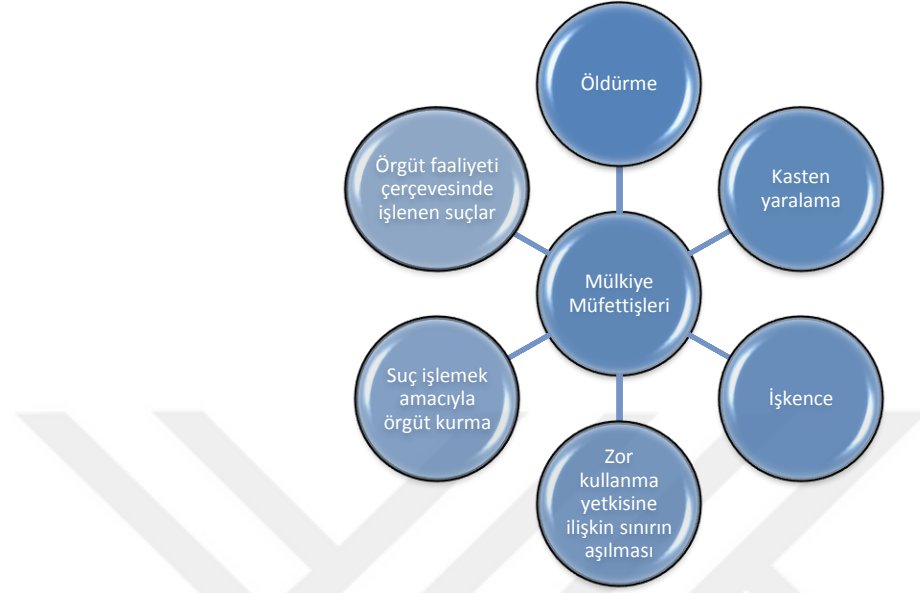 Öldürme
Kasten
yaralama
İşkence
Zor
kullanma
yetkisine
ilişkin sınırın
aşılması
Suç işlemek
amacıyla
örgüt kurma
Örgüt faaliyeti
çerçevesinde
işlenen suçlar
Mülkiye
Müfettişleri